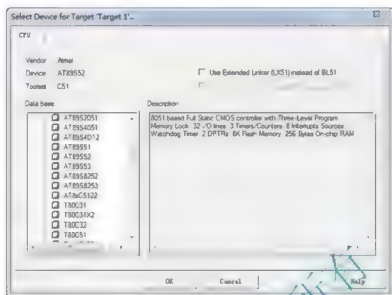 Select Device for Target 'Target 1'...
CPU
Vendor Atmel
Device AT89S52
Toolset C51
Use Extended Linker (LX51) instead of BL51
Data base
Description
AT89S2051
AT89S4051
AT89S4D12
AT89S51
AT89S52
AT89S53
AT89S8252
AT89S8253
AT8xC5122
T80C31
T80C31X2
T80C32
T80C51
8051 based Full Static CMOS controller with Three-Level Program
Memory Lock 32 I/O lines 3 Timers/Counters 8 Interrupts Sources
Watchdog Timer 2 DPTRs 8K Flash Memory 256 Bytes On-chip RAM
OK Cancel Help